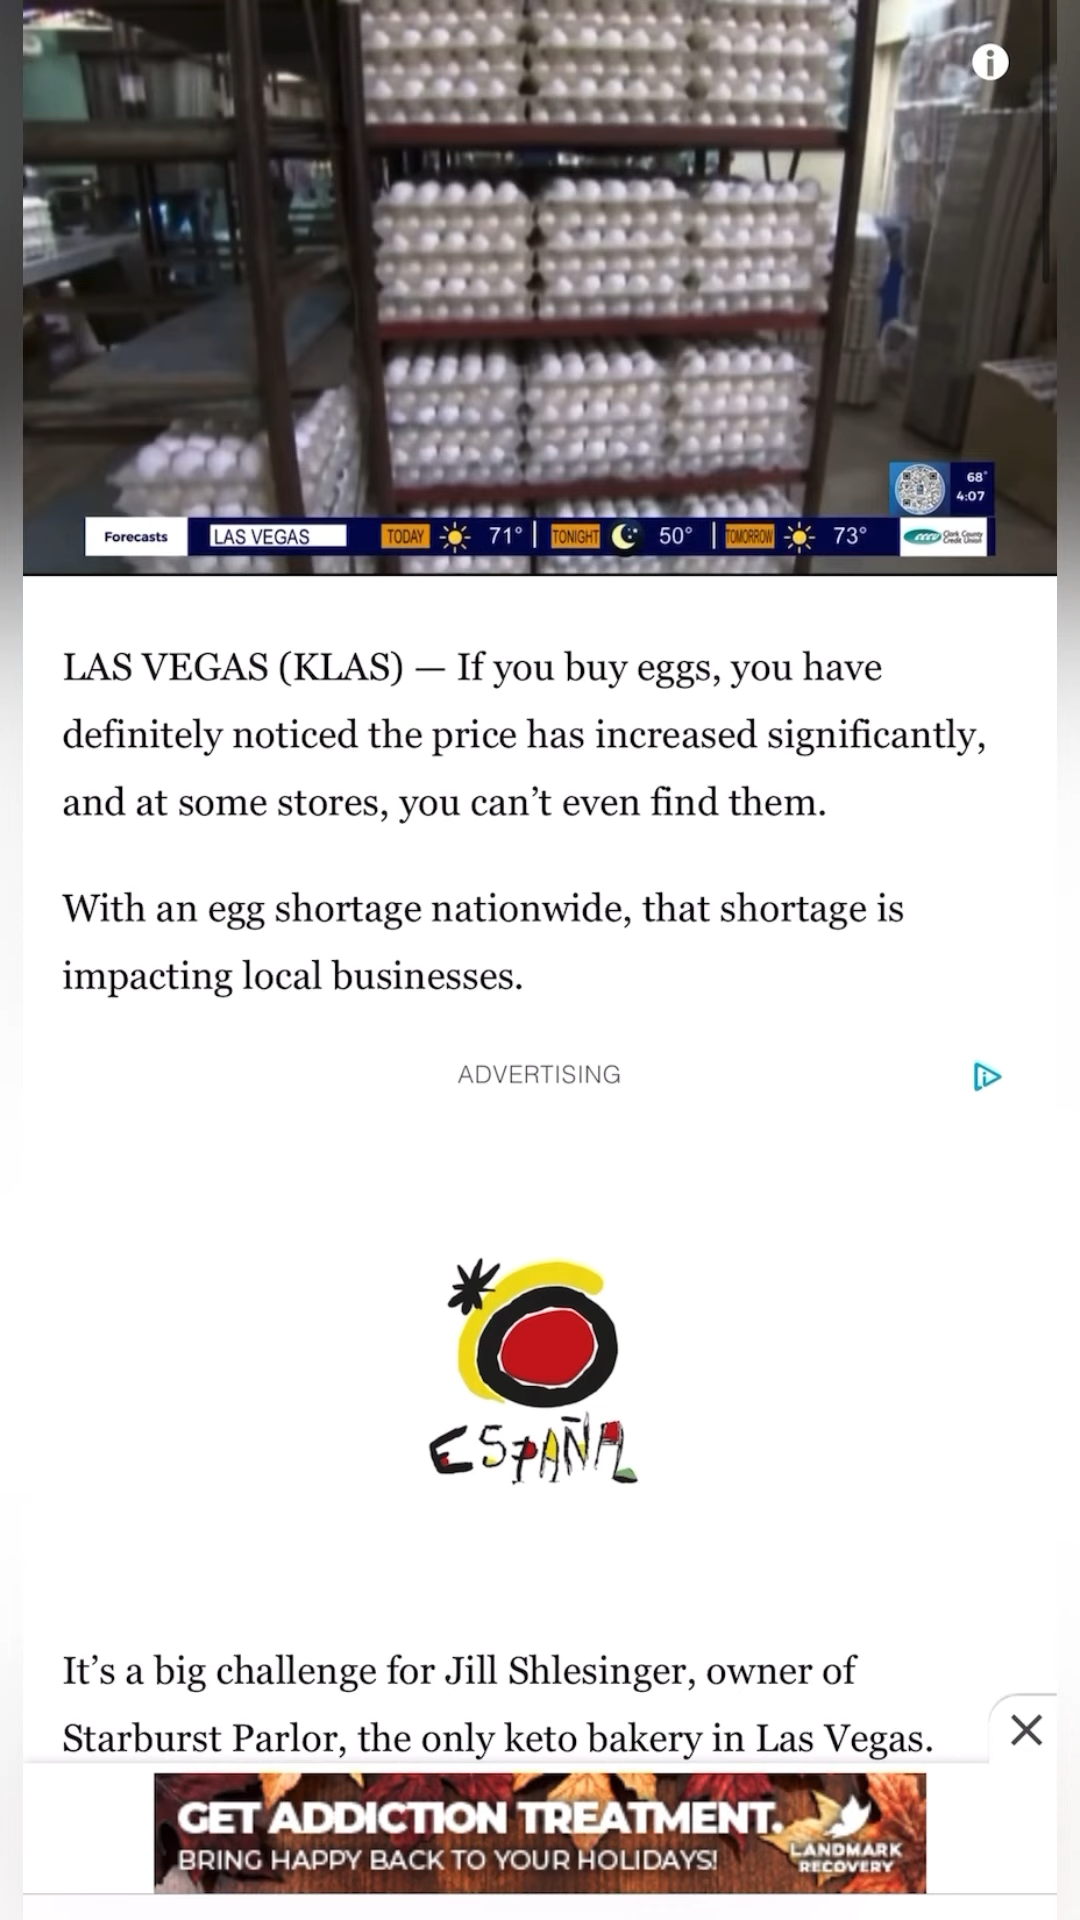 68°
4:07
Forecasts
LAS VEGAS
TODAY
71°
TONIGHT
50°
TOMORROW
73°
Clark County
Credit Union
LAS VEGAS (KLAS) — If you buy eggs, you have
definitely noticed the price has increased significantly,
and at some stores, you can’t even find them.
With an egg shortage nationwide, that shortage is
impacting local businesses.
ADVERTISING
ESPAÑA
It’s a big challenge for Jill Shlesinger, owner of
Starburst Parlor, the only keto bakery in Las Vegas.
GET ADDICTION TREATMENT.
BRING HAPPY BACK TO YOUR HOLIDAYS!
LANDMARK
RECOVERY